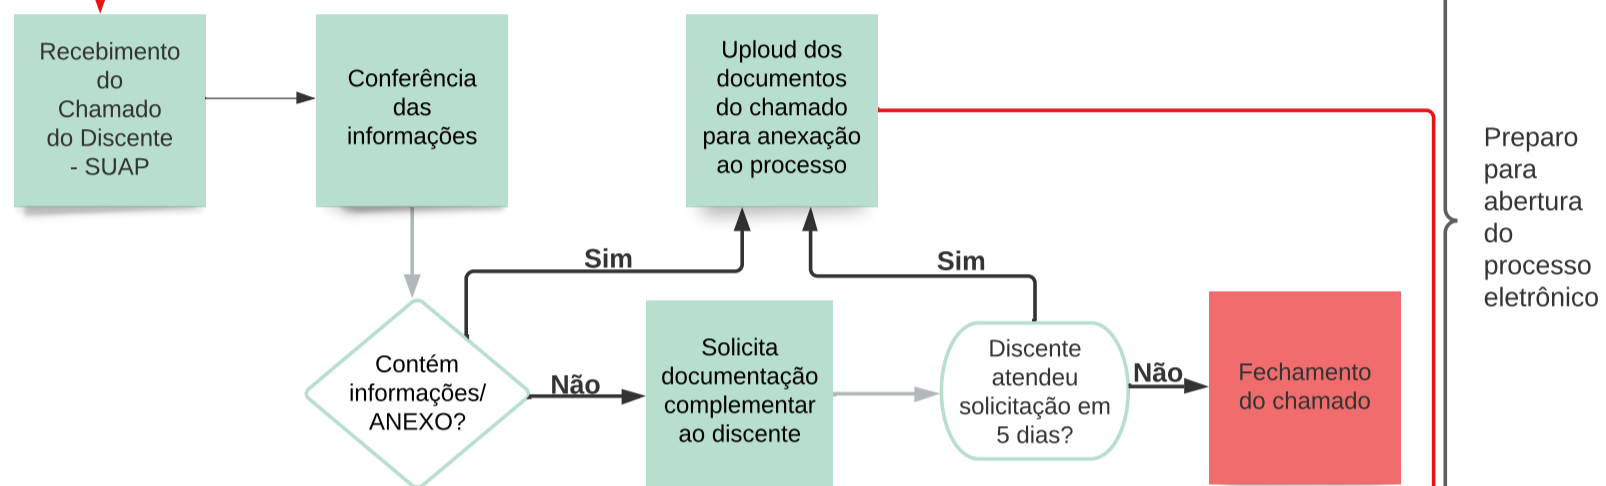 Recebimento
do
Chamado
do Discente
- SUAP
Conferência
das
informações
Uploud dos
documentos
do chamado
para anexação
ao processo
Preparo
para
abertura
do
processo
eletrônico
Sim
Sim
Contém
informações/
ANEXO?
Não
Solicita
documentação
complementar
ao discente
Discente
atendeu
solicitação em
5 dias?
Não
Fechamento
do chamado